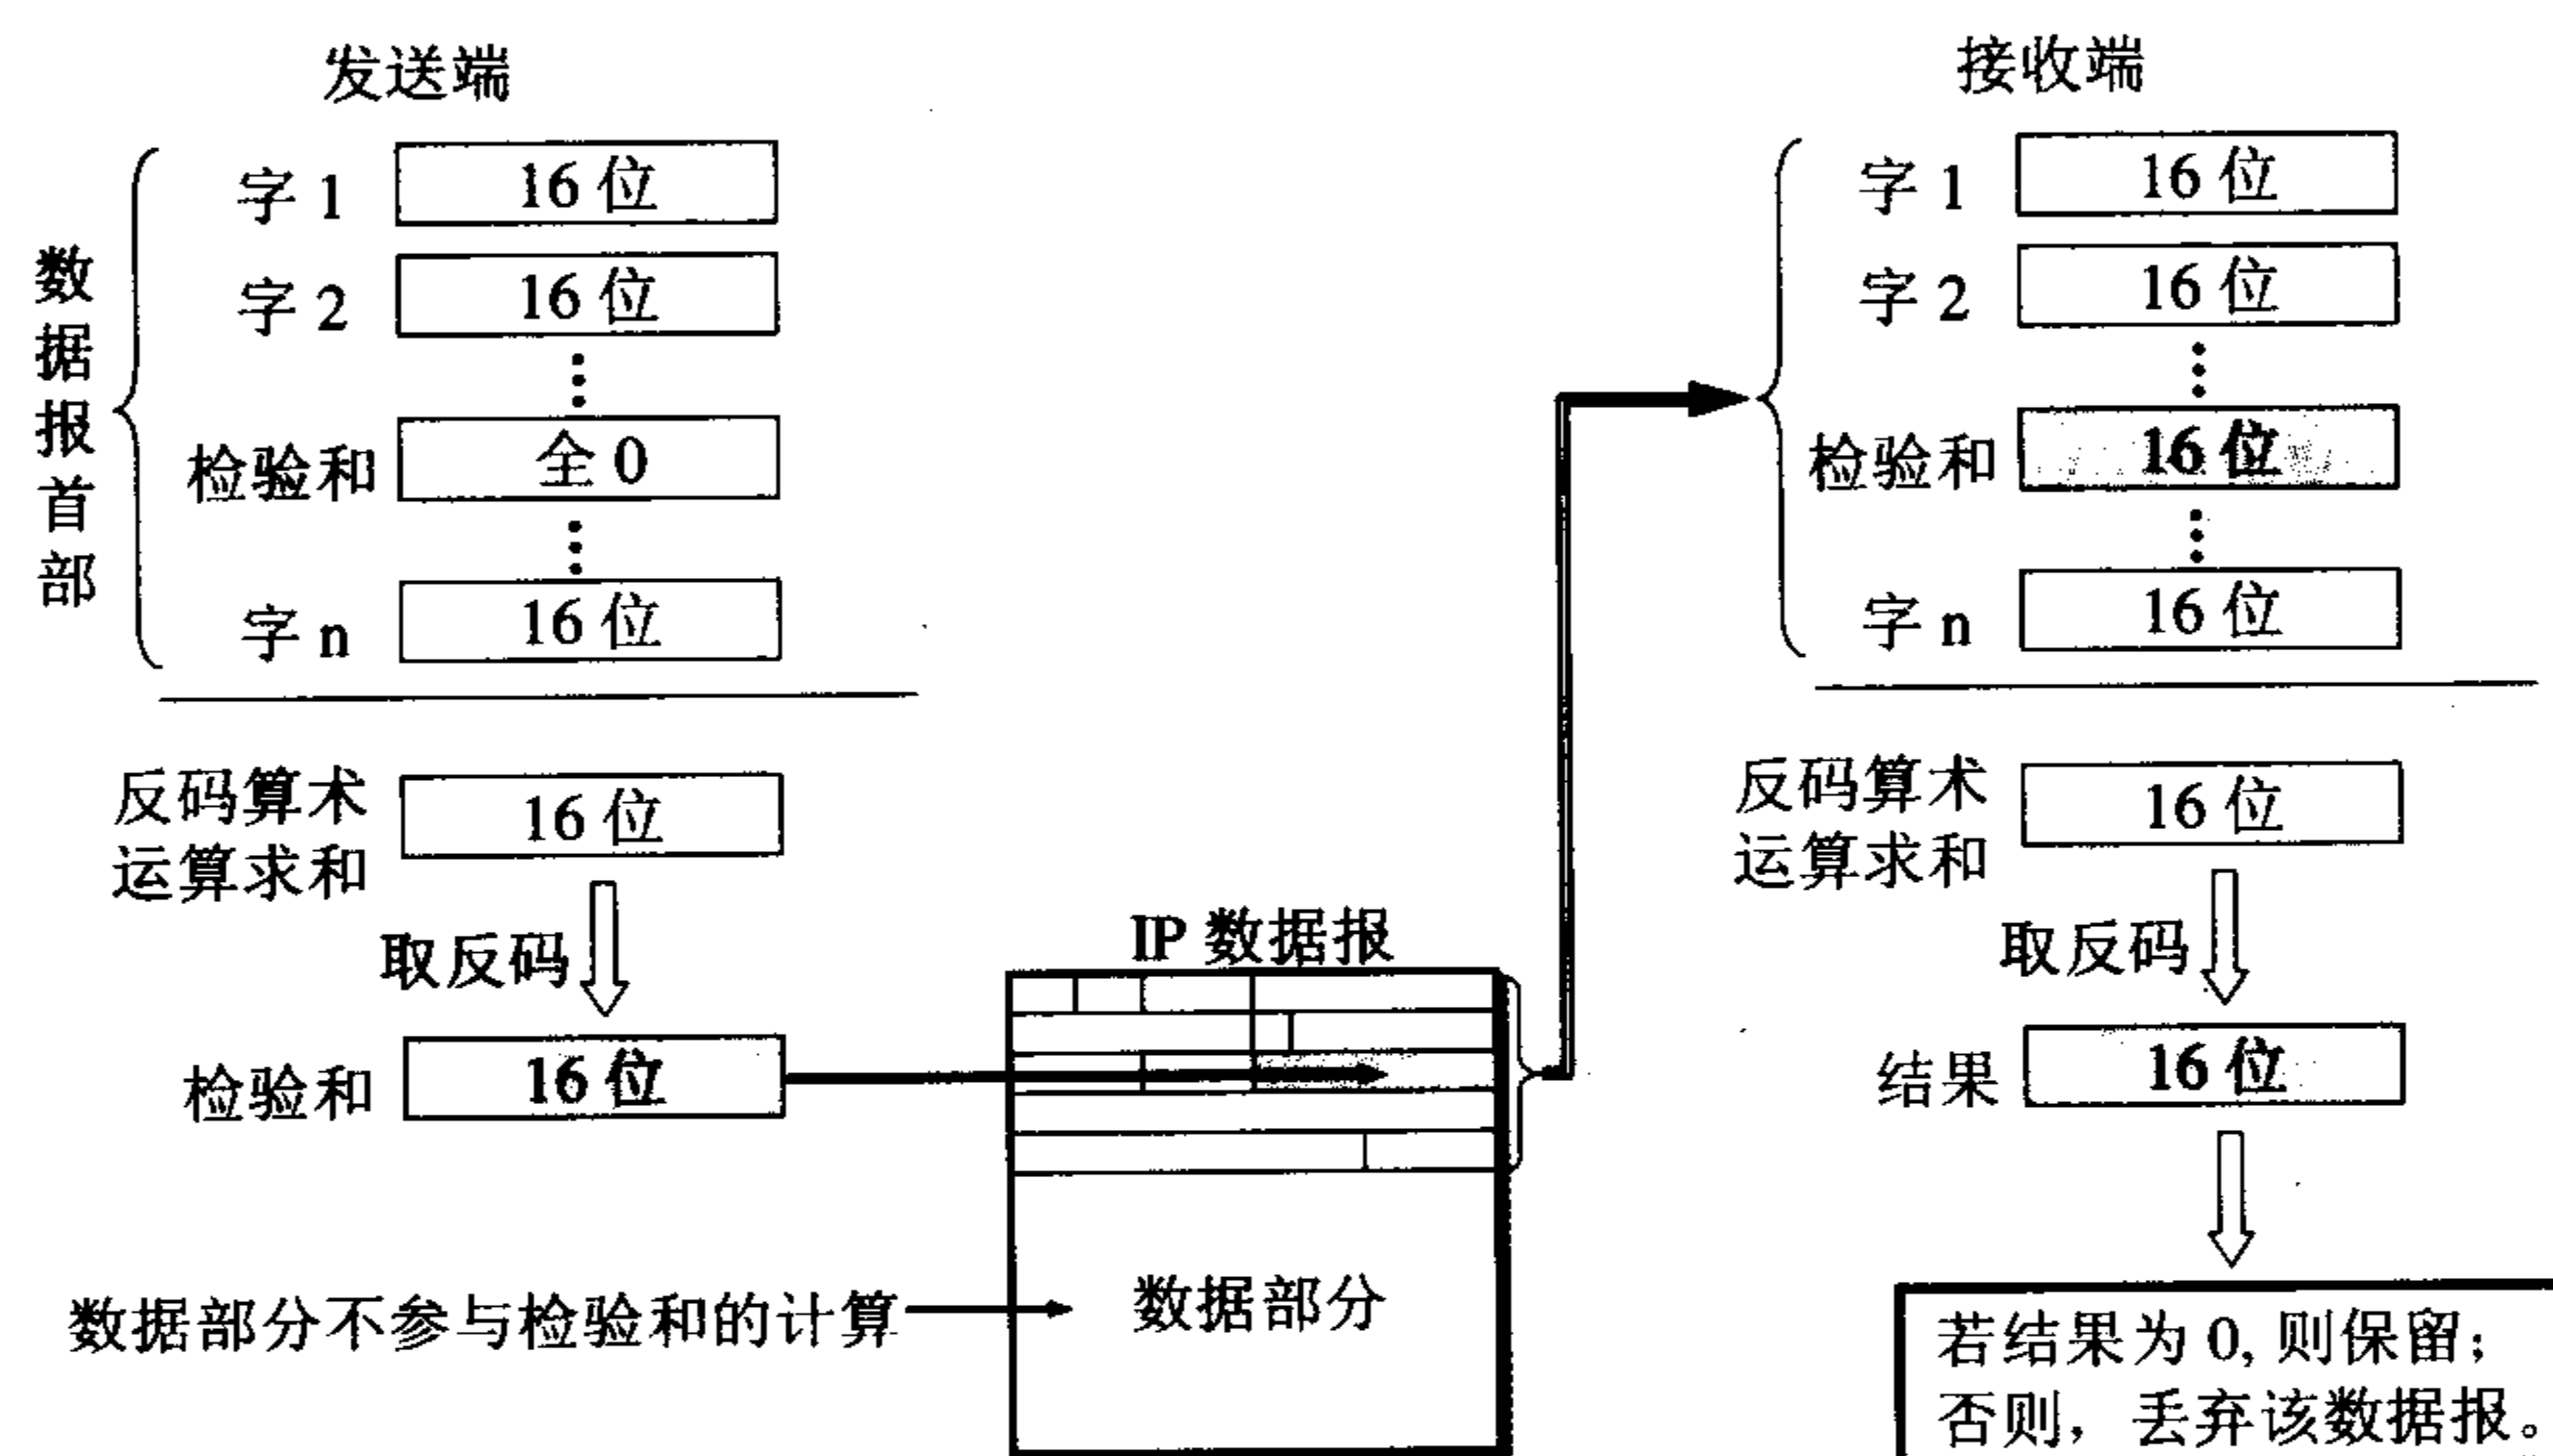 发送端
数据报首部
字 1
16 位
字 2
16 位
检验和
全 0
字 n
16 位
反码算术
运算求和
16 位
取反码
检验和
16 位
数据部分不参与检验和的计算
IP 数据报
数据部分
接收端
字 1
16 位
字 2
16 位
检验和
16 位
字 n
16 位
反码算术
运算求和
16 位
取反码
结果
16 位
若结果为 0, 则保留;
否则，丢弃该数据报。